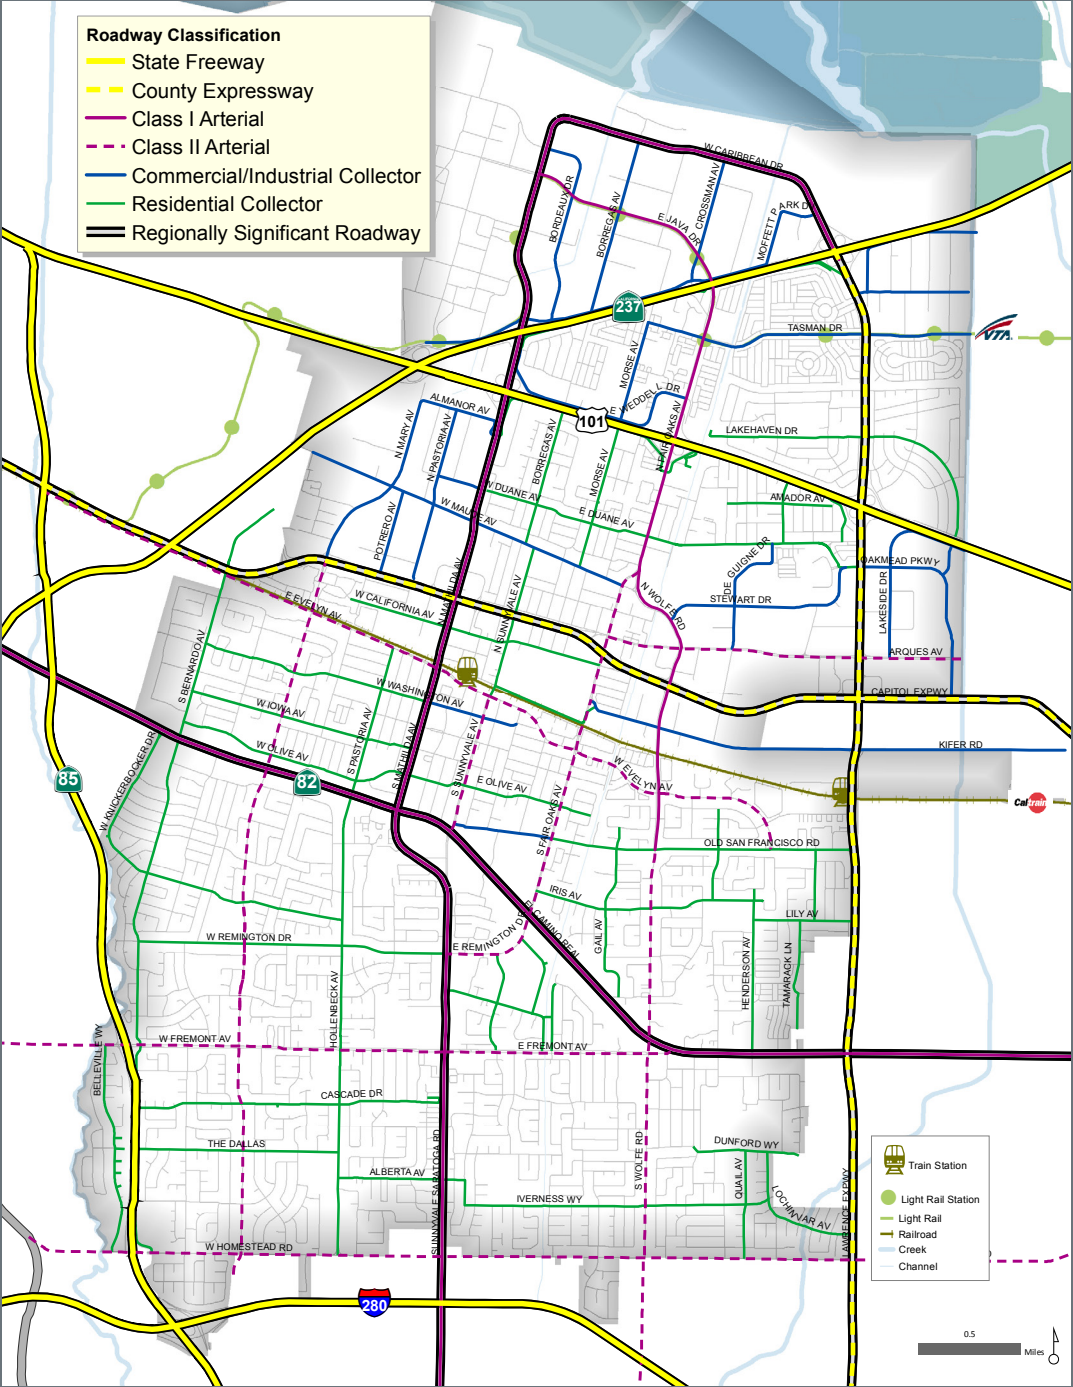 Roadway Classification
State Freeway
County Expressway
Class I Arterial
Class II Arterial
Commercial/Industrial Collector
Residential Collector
Regionally Significant Roadway
W CARIBBEAN DR
BORDEAUX DR
BORREGAS AV
CROSSMAN AV
E JAVA DR
MOFFETT PARK DR
CALIFORNIA
237
TASMAN DR
VTA
MORSE AV
E WEDDELL DR
ALMANOR AV
N MARY AV
N PASTORIA AV
101
N FAIR OAKS AV
LAKEHAVEN DR
BORREGAS AV
MORSE AV
W DUANE AV
E DUANE AV
AMADOR AV
W MAUDE AV
POTRERO AV
DE GUIGNE DR
OAKMEAD PKWY
STEWART DR
LAKESIDE DR
N WOLFE RD
N MATHILDA AV
W CALIFORNIA AV
E EVELYN AV
N SUNNYVALE AV
ARQUES AV
S BERNARDO AV
W WASHINGTON AV
W IOWA AV
CAPITOL EXPWY
KIFER RD
S PASTORIA AV
S MATHILDA AV
S SUNNYVALE AV
W OLIVE AV
E OLIVE AV
W EVELYN AV
W KNICKERBOCKER DR
85
82
Caltrain
S FAIR OAKS AV
OLD SAN FRANCISCO RD
IRIS AV
EL CAMINO REAL
GAIL AV
LILY AV
W REMINGTON DR
E REMINGTON DR
HOLLENBECK AV
HENDERSON AV
TAMARACK LN
W FREMONT AV
E FREMONT AV
BELLEVILLE WY
CASCADE DR
THE DALLAS
ALBERTA AV
SUNNYVALE SARATOGA RD
IVERNESS WY
S WOLFE RD
DUNFORD WY
QUAIL AV
LOCHINVAR AV
LAWRENCE EXPWY
W HOMESTEAD RD
280
Train Station
Light Rail Station
Light Rail
Railroad
Creek
Channel
0.5
Miles